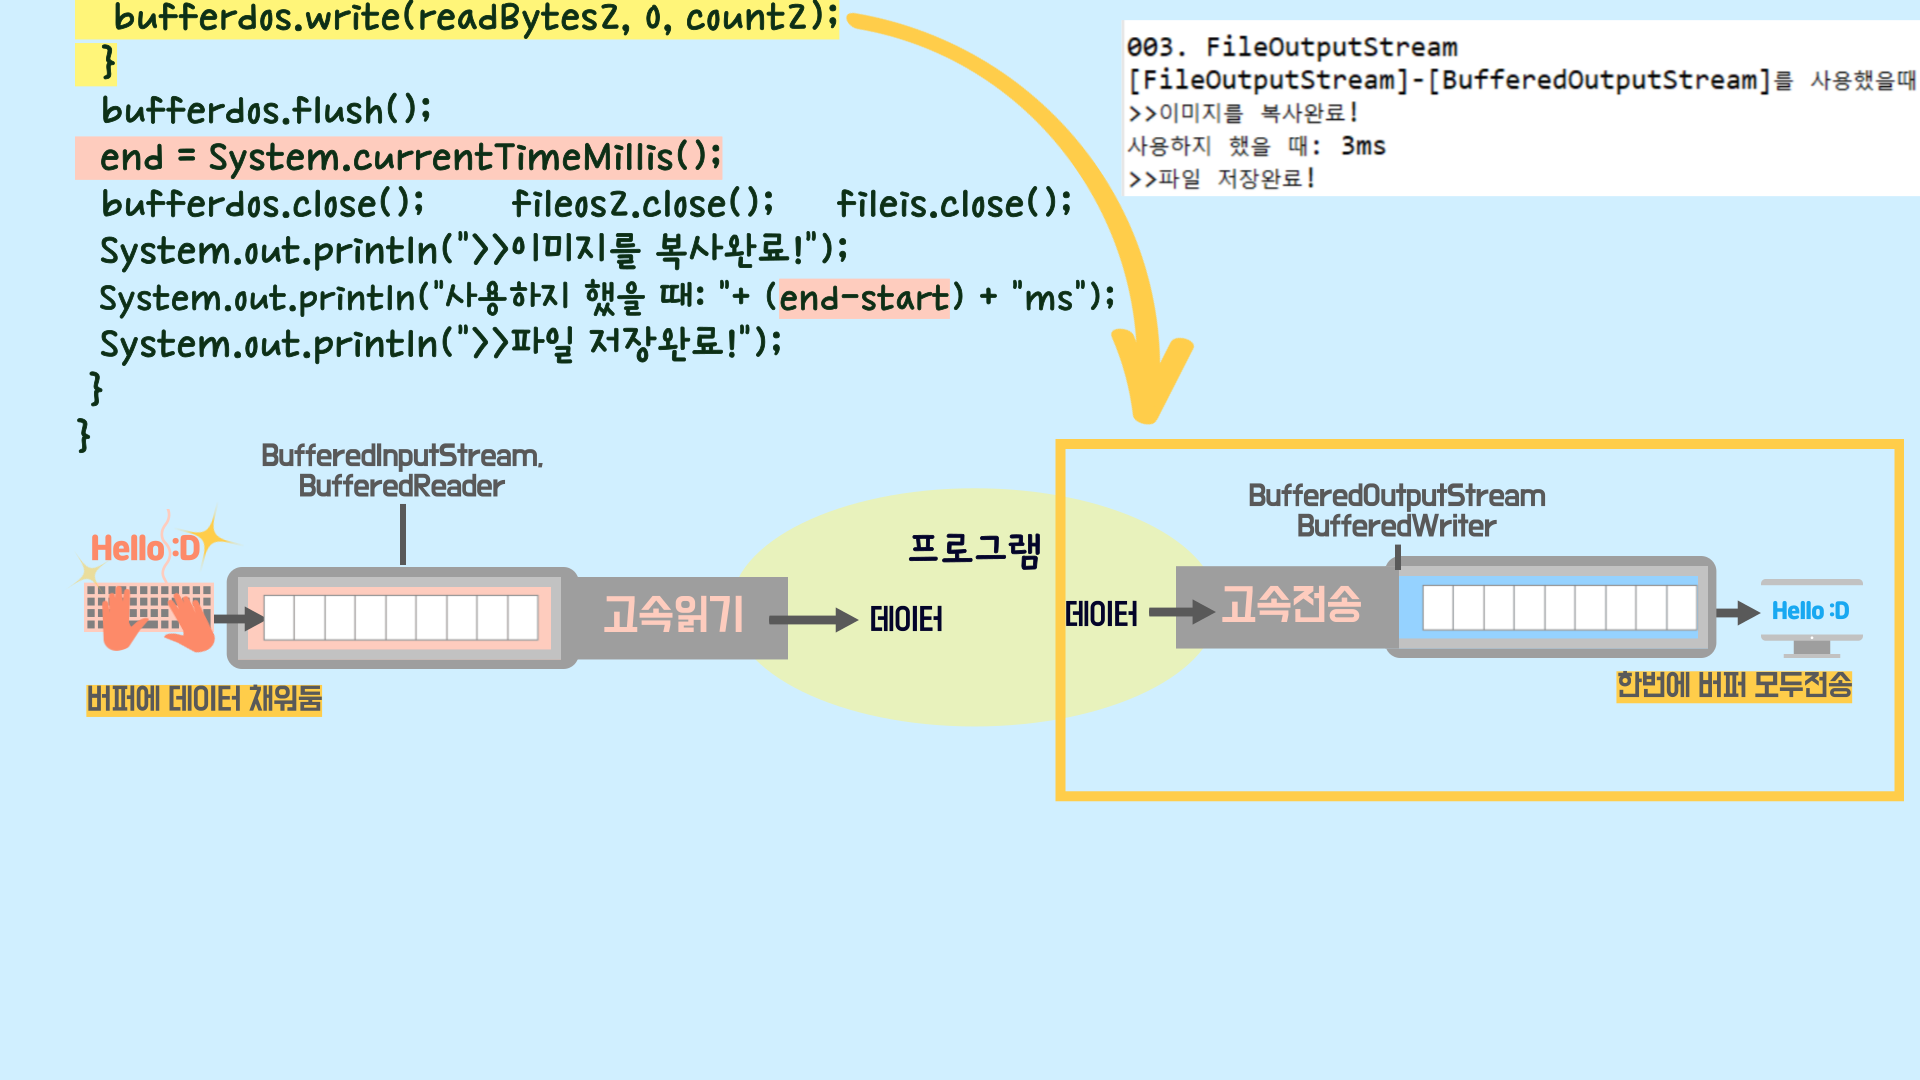 bufferdos.write(readBytes2, 0, count2);
}
bufferdos.flush();
end = System.currentTimeMillis();
bufferdos.close(); fileos2.close(); fileis.close();
System.out.println(">>이미지를 복사완료!");
System.out.println("사용하지 했을 때: "+ (end-start) + "ms");
System.out.println(">>파일 저장완료!");
}
}
003. FileOutputStream
[FileOutputStream]-[BufferedOutputStream]를 사용했을때
>>이미지를 복사완료!
사용하지 했을 때: 3ms
>>파일 저장완료!
BufferedInputStream,
BufferedReader
Hello :D
고속읽기
버퍼에 데이터 채워둠
프로그램
데이터
데이터
BufferedOutputStream
BufferedWriter
고속전송
Hello :D
한번에 버퍼 모두전송